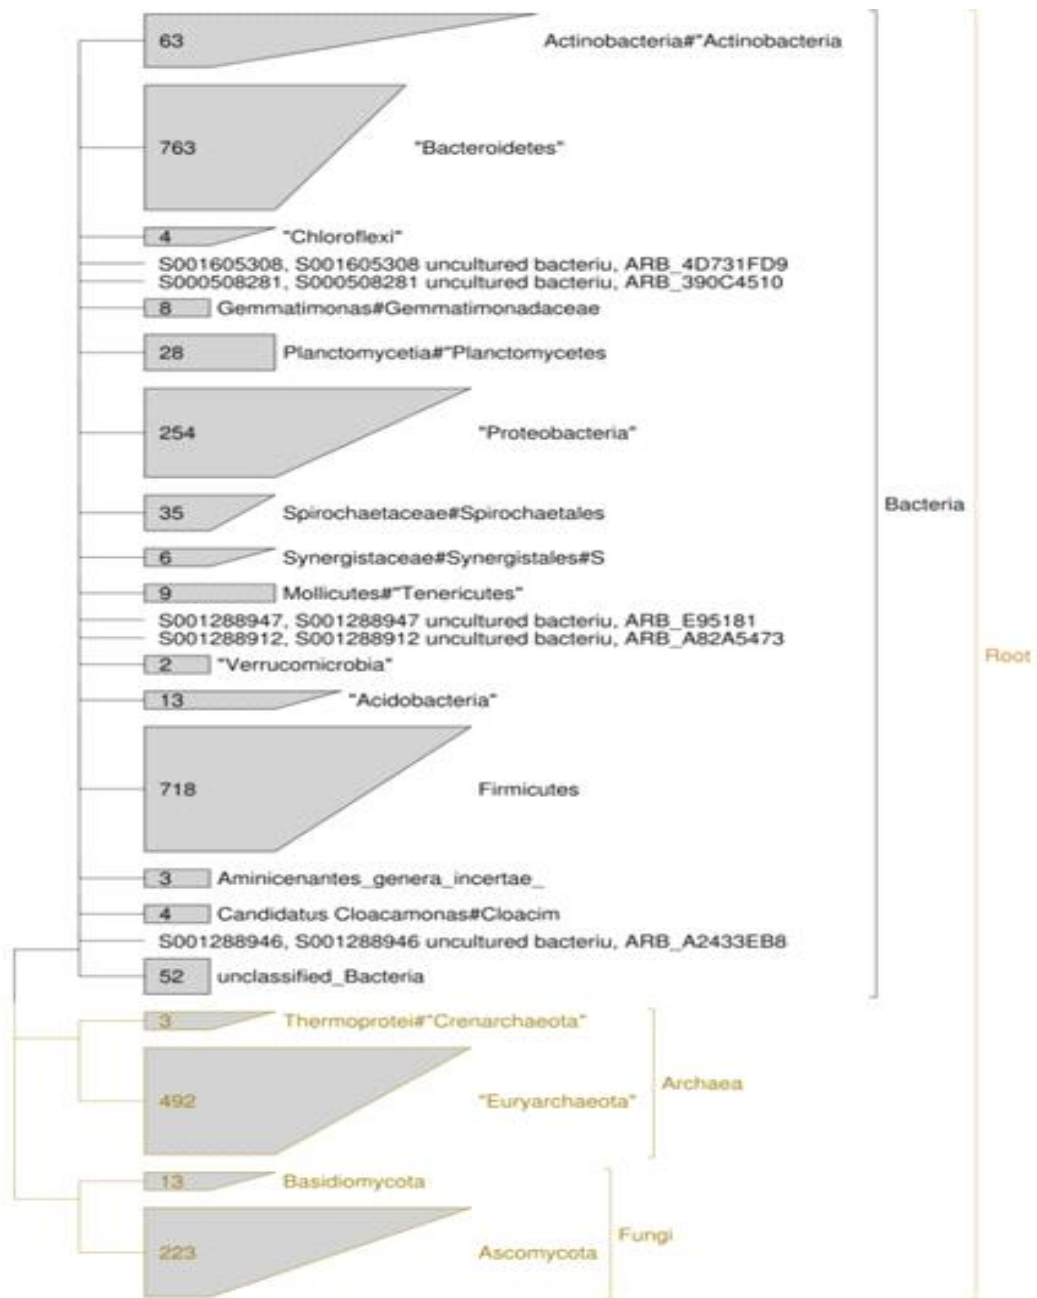 63 Actinobacteria#"Actinobacteria
763 "Bacteroidetes"
4 "Chloroflexi"
S001605308, S001605308 uncultured bacteriu, ARB_4D731FD9
S000508281, S000508281 uncultured bacteriu, ARB_390C4510
8 Gemmatimonas#Gemmatimonadaceae
28 Planctomycetia#"Planctomycetes
254 "Proteobacteria"
35 Spirochaetaceae#Spirochaetales
Bacteria
6 Synergistaceae#Synergistales#S
9 Mollicutes#"Tenericutes"
S001288947, S001288947 uncultured bacteriu, ARB_E95181
S001288912, S001288912 uncultured bacteriu, ARB_A82A5473
Root
2 "Verrucomicrobia"
13 "Acidobacteria"
718 Firmicutes
3 Aminicenantes_genera_incertae_
4 Candidatus Cloacamonas#Cloacim
S001288946, S001288946 uncultured bacteriu, ARB_A2433EB8
52 unclassified_Bacteria
3 Thermoprotei#"Crenarchaeota"
Archaea
492 "Euryarchaeota"
13 Basidiomycota
Fungi
223 Ascomycota